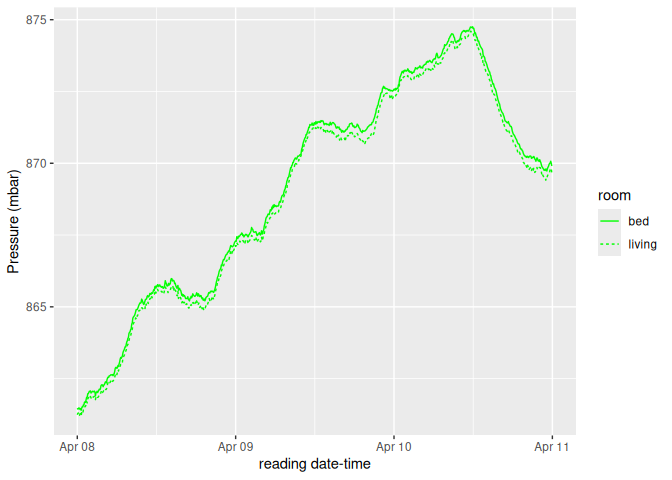 875
870
865
Pressure (mbar)
Apr 08
Apr 09
Apr 10
Apr 11
reading date-time
room
bed
living